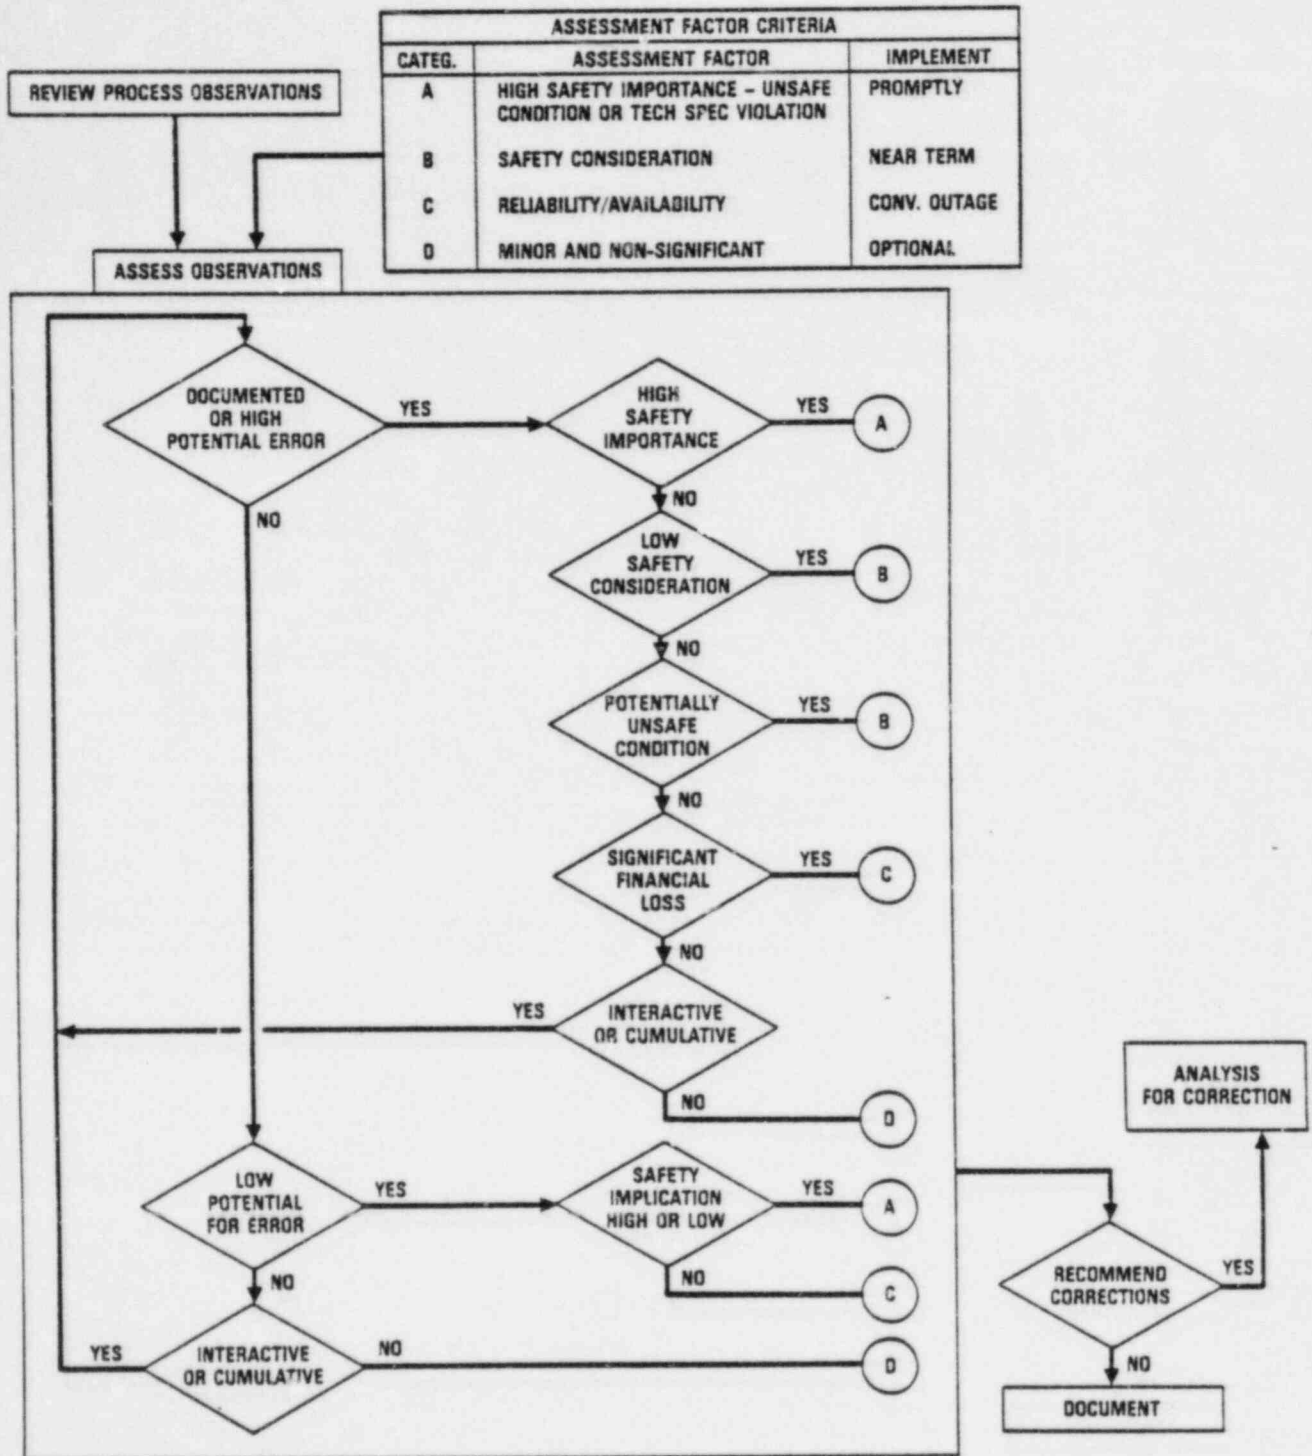 ASSESSMENT FACTOR CRITERIA
CATEG. ASSESSMENT FACTOR IMPLEMENT
A HIGH SAFETY IMPORTANCE – UNSAFE PROMPTLY
CONDITION OR TECH SPEC VIOLATION
B SAFETY CONSIDERATION NEAR TERM
C RELIABILITY/AVAILABILITY CONV. OUTAGE
D MINOR AND NON-SIGNIFICANT OPTIONAL
REVIEW PROCESS OBSERVATIONS
ASSESS OBSERVATIONS
DOCUMENTED
OR HIGH
POTENTIAL ERROR
YES
HIGH
SAFETY
IMPORTANCE
YES
A
NO
NO
LOW
SAFETY
CONSIDERATION
YES
B
NO
POTENTIALLY
UNSAFE
CONDITION
YES
B
NO
SIGNIFICANT
FINANCIAL
LOSS
YES
C
NO
INTERACTIVE
OR CUMULATIVE
YES
NO
D
LOW
POTENTIAL
FOR ERROR
YES
SAFETY
IMPLICATION
HIGH OR LOW
YES
A
NO
C
NO
INTERACTIVE
OR CUMULATIVE
YES
NO
D
ANALYSIS
FOR CORRECTION
RECOMMEND
CORRECTIONS
YES
NO
DOCUMENT